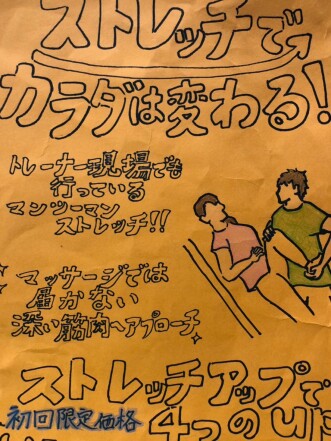 ストレッチで
カラダは変わる!
トレーナー現場でも
行っている
マンツーマン
ストレッチ!!
マッサージでは
届かない
深い筋肉へアプローチ
ストレッチアップで
4つのUP
初回限定価格